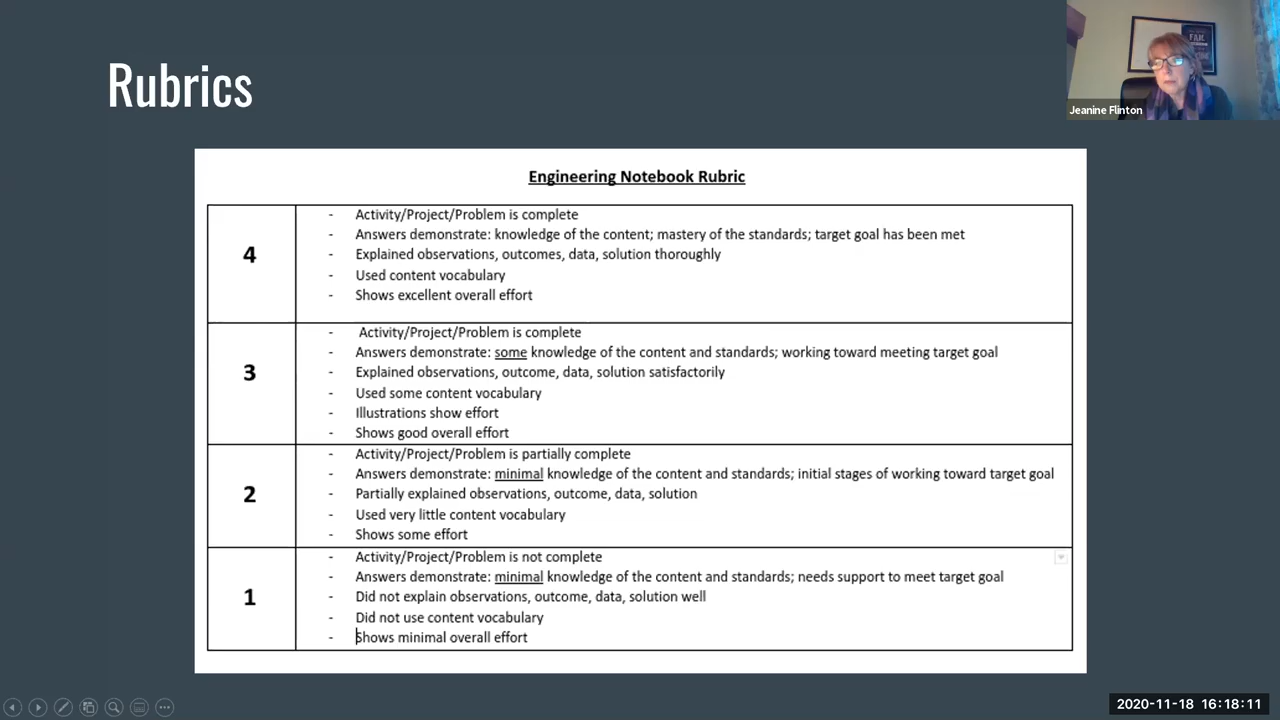 Rubrics
Jeanine Flinton
Engineering Notebook Rubric
4
- Activity/Project/Problem is complete
- Answers demonstrate: knowledge of the content; mastery of the standards; target goal has been met
- Explained observations, outcomes, data, solution thoroughly
- Used content vocabulary
- Shows excellent overall effort
3
- Activity/Project/Problem is complete
- Answers demonstrate: some knowledge of the content and standards; working toward meeting target goal
- Explained observations, outcome, data, solution satisfactorily
- Used some content vocabulary
- Illustrations show effort
- Shows good overall effort
2
- Activity/Project/Problem is partially complete
- Answers demonstrate: minimal knowledge of the content and standards; initial stages of working toward target goal
- Partially explained observations, outcome, data, solution
- Used very little content vocabulary
- Shows some effort
1
- Activity/Project/Problem is not complete
- Answers demonstrate: minimal knowledge of the content and standards; needs support to meet target goal
- Did not explain observations, outcome, data, solution well
- Did not use content vocabulary
- Shows minimal overall effort
2020-11-18 16:18:11